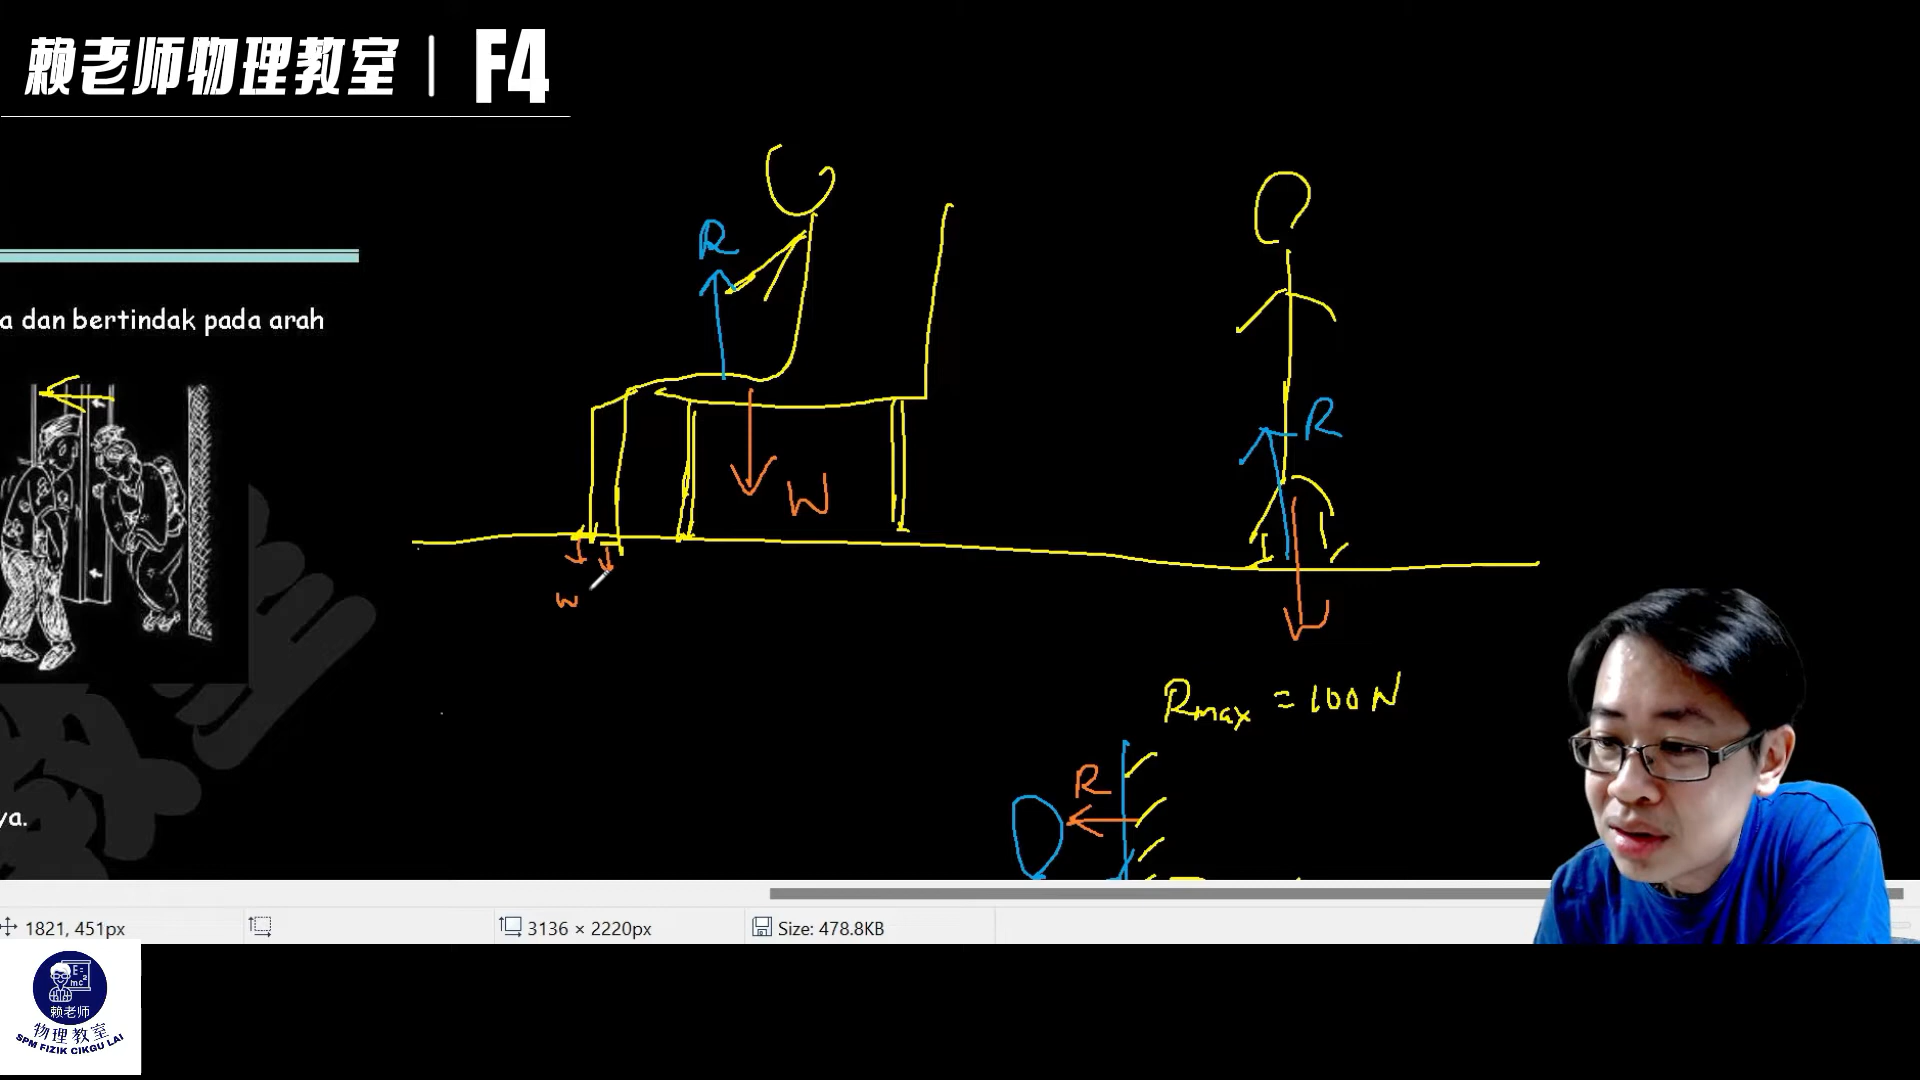 赖老师物理教室 | F4
a dan bertindak pada arah
R
W
R
w
Rmax = 100 N
R
ya.
1821, 451px
3136 × 2220px
Size: 478.8KB
E=
mc²
赖老师
物理教室
SPM FIZIK CIKGU LAI